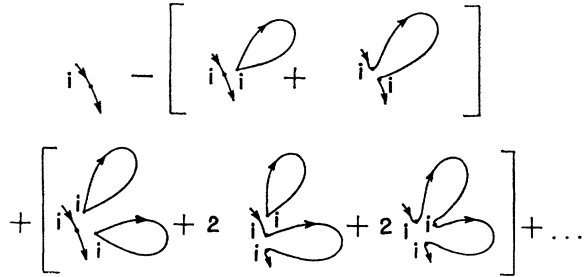 i − [ i i + i i ]
+ [ i i i + 2 i i i + 2 i i i ] + ...